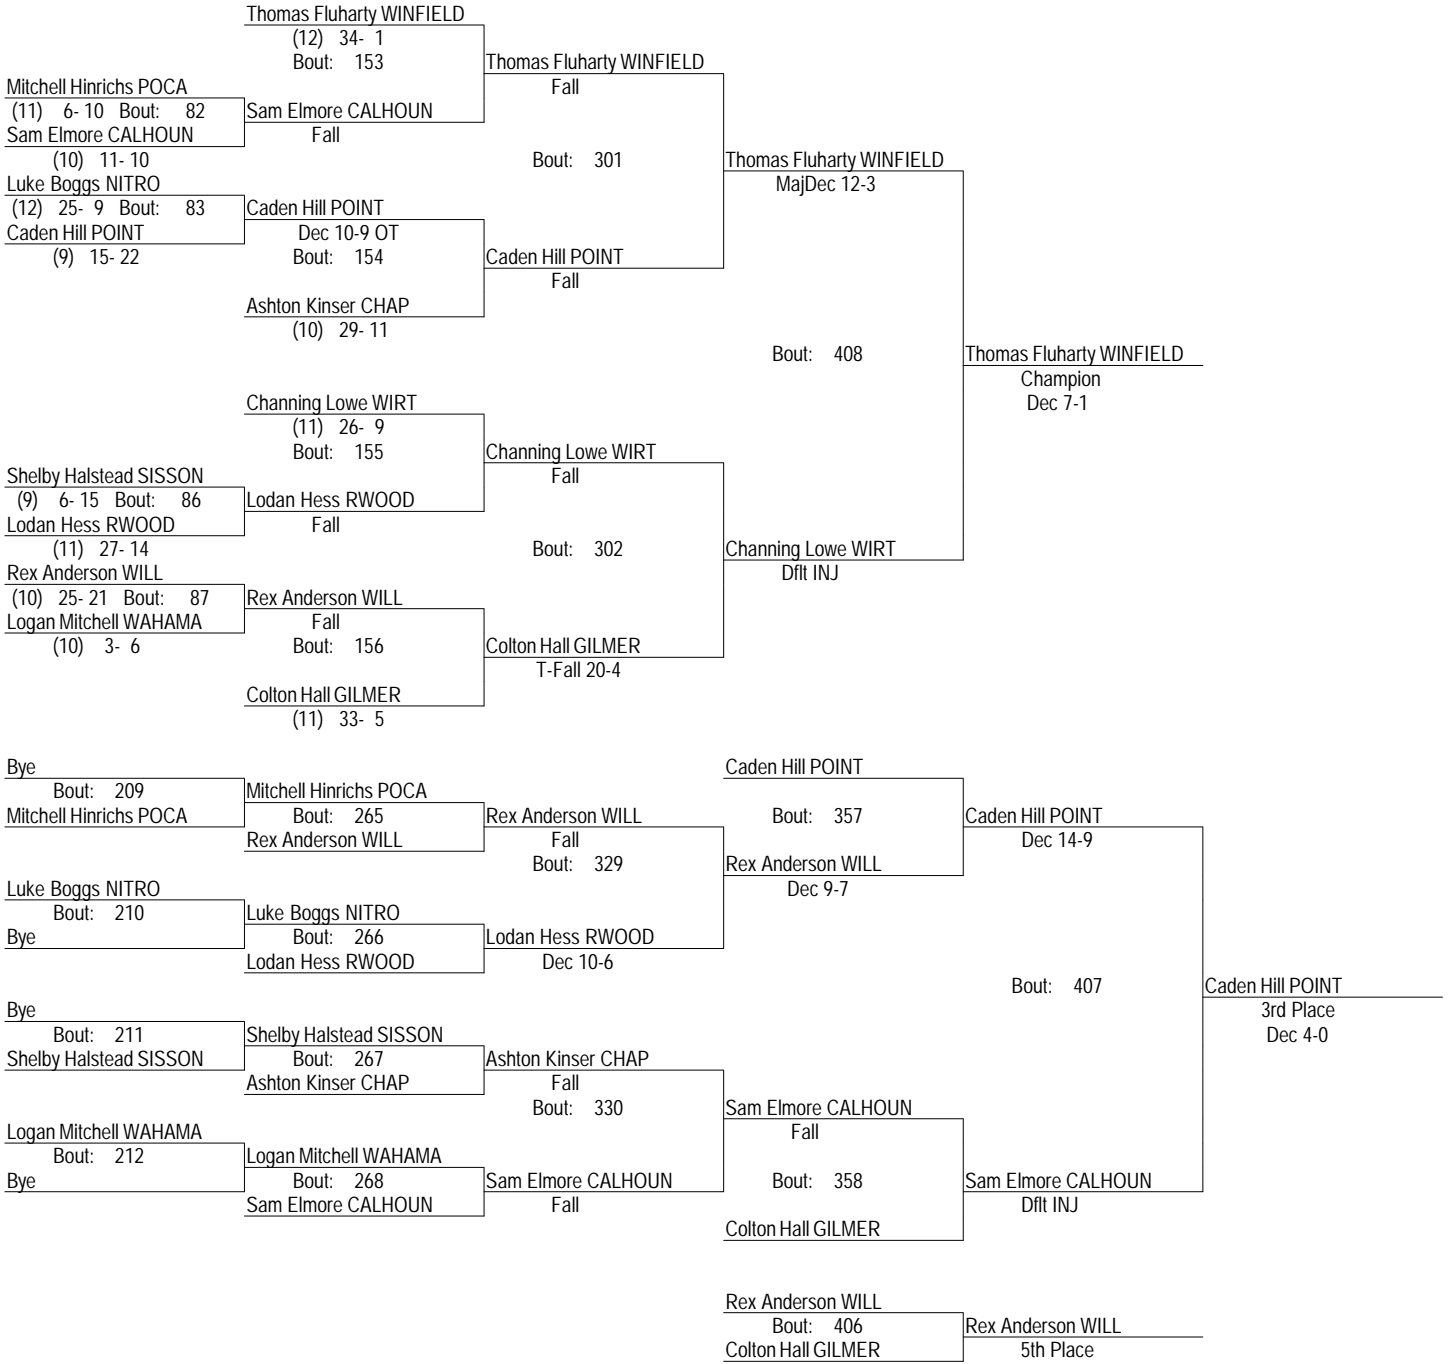 Thomas Fluharty WINFIELD
(12) 34- 1
Bout: 153
Thomas Fluharty WINFIELD
Fall
Mitchell Hinrichs POCA
(11) 6- 10 Bout: 82
Sam Elmore CALHOUN
Sam Elmore CALHOUN
Fall
(10) 11- 10
Bout: 301
Thomas Fluharty WINFIELD
MajDec 12-3
Luke Boggs NITRO
(12) 25- 9 Bout: 83
Caden Hill POINT
Caden Hill POINT
Dec 10-9 OT
(9) 15- 22
Bout: 154
Caden Hill POINT
Fall
Ashton Kinser CHAP
(10) 29- 11
Bout: 408
Thomas Fluharty WINFIELD
Champion
Dec 7-1
Channing Lowe WIRT
(11) 26- 9
Bout: 155
Channing Lowe WIRT
Fall
Shelby Halstead SISSON
(9) 6- 15 Bout: 86
Lodan Hess RWOOD
Lodan Hess RWOOD
Fall
(11) 27- 14
Bout: 302
Channing Lowe WIRT
Dflt INJ
Rex Anderson WILL
(10) 25- 21 Bout: 87
Rex Anderson WILL
Logan Mitchell WAHAMA
Fall
(10) 3- 6
Bout: 156
Colton Hall GILMER
T-Fall 20-4
Colton Hall GILMER
(11) 33- 5
Bye
Bout: 209
Mitchell Hinrichs POCA
Mitchell Hinrichs POCA
Bout: 265
Rex Anderson WILL
Rex Anderson WILL
Fall
Bout: 329
Caden Hill POINT
Bout: 357
Rex Anderson WILL
Dec 9-7
Caden Hill POINT
Dec 14-9
Luke Boggs NITRO
Bout: 210
Bye
Luke Boggs NITRO
Bout: 266
Lodan Hess RWOOD
Lodan Hess RWOOD
Dec 10-6
Bout: 407
Caden Hill POINT
3rd Place
Dec 4-0
Bye
Bout: 211
Shelby Halstead SISSON
Shelby Halstead SISSON
Bout: 267
Ashton Kinser CHAP
Ashton Kinser CHAP
Fall
Bout: 330
Sam Elmore CALHOUN
Fall
Logan Mitchell WAHAMA
Bout: 212
Bye
Logan Mitchell WAHAMA
Bout: 268
Sam Elmore CALHOUN
Sam Elmore CALHOUN
Fall
Bout: 358
Colton Hall GILMER
Sam Elmore CALHOUN
Dflt INJ
Rex Anderson WILL
Bout: 406
Colton Hall GILMER
Rex Anderson WILL
5th Place